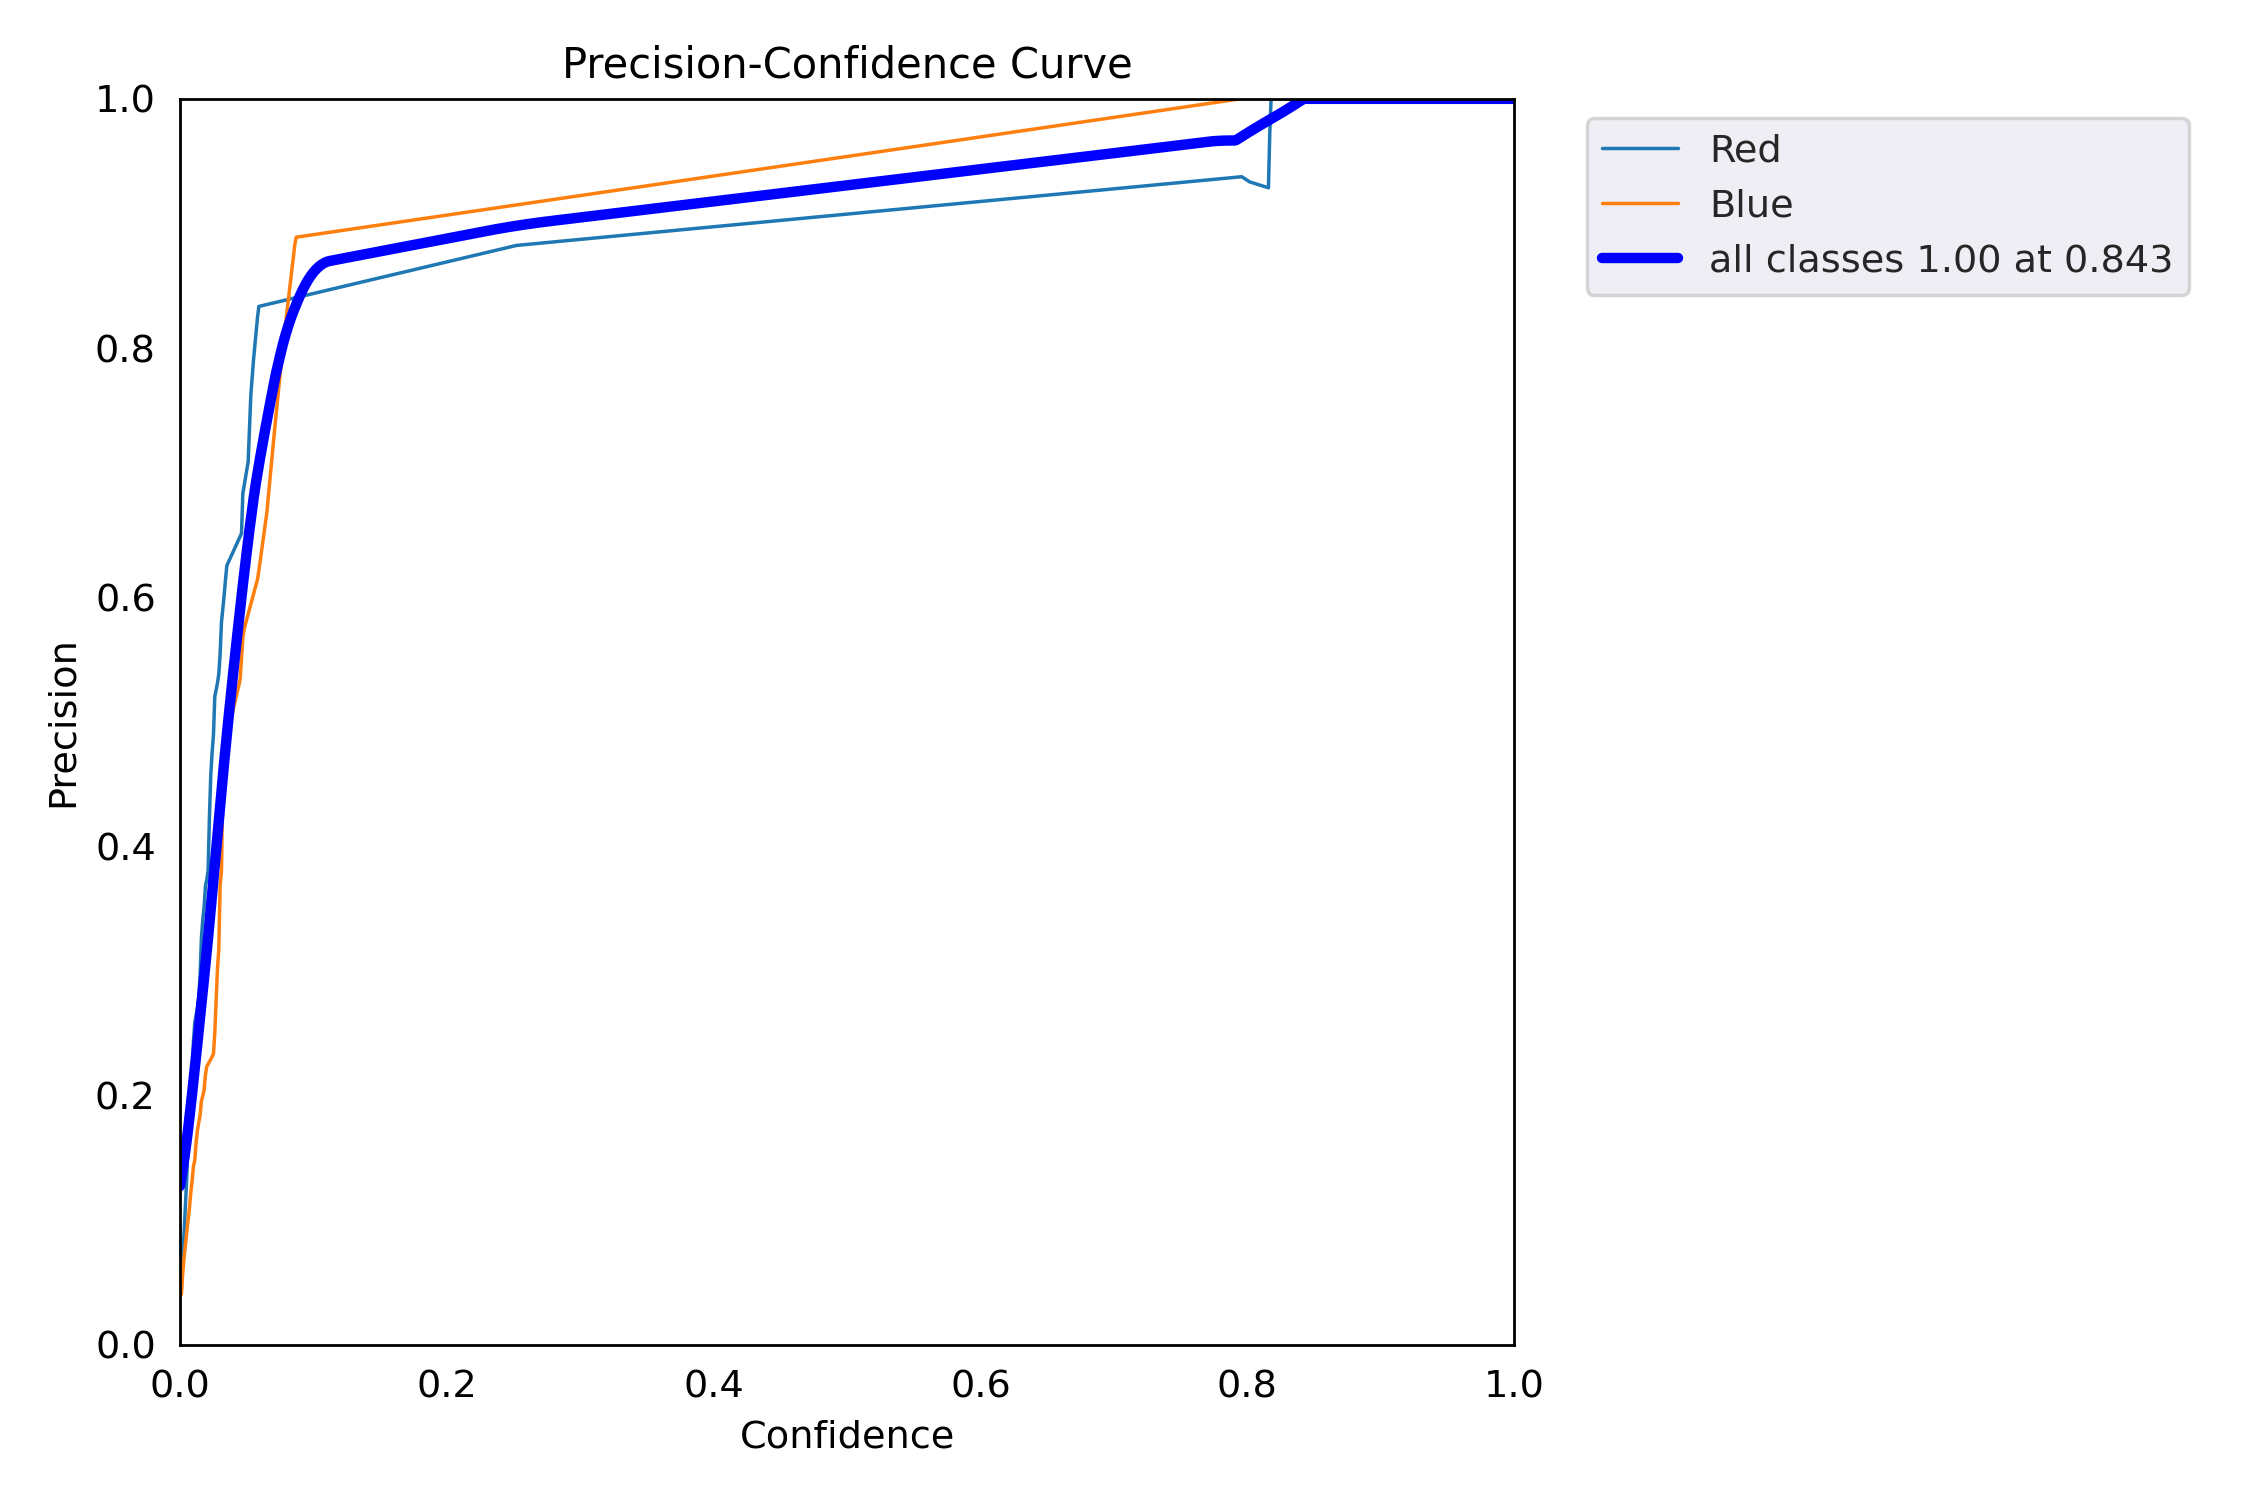 Precision-Confidence Curve
1.0
0.8
0.6
0.4
0.2
0.0
Precision
0.0 0.2 0.4 0.6 0.8 1.0
Confidence
Red
Blue
all classes 1.00 at 0.843